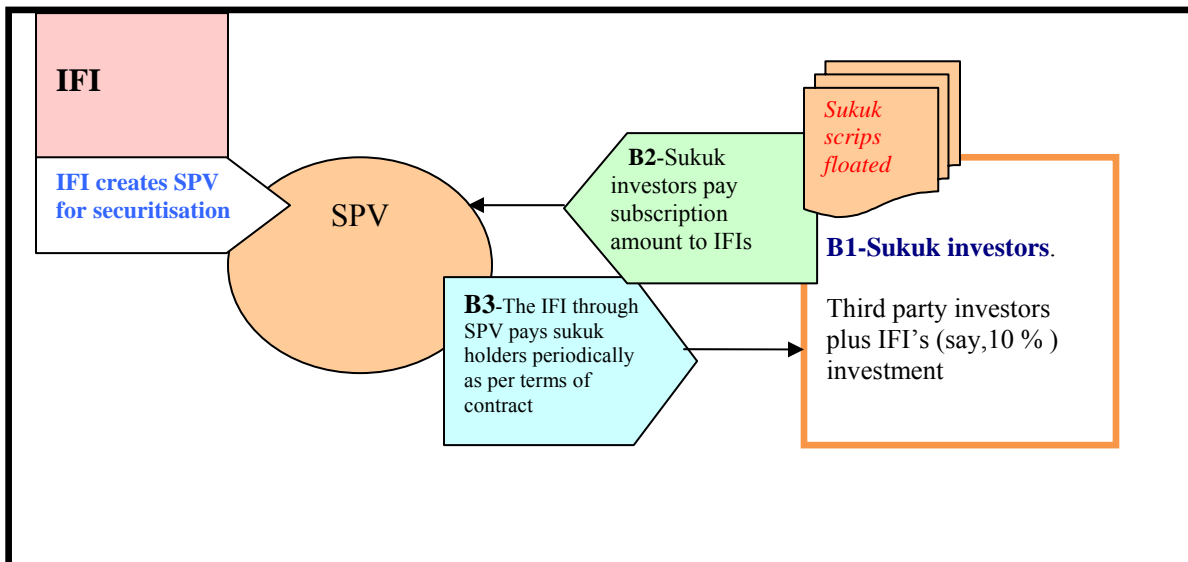 IFI
IFI creates SPV
for securitisation
SPV
B2-Sukuk
investors pay
subscription
amount to IFIs
Sukuk
scrips
floated
B1-Sukuk investors.
Third party investors
plus IFI's (say,10 % )
investment
B3-The IFI through
SPV pays sukuk
holders periodically
as per terms of
contract